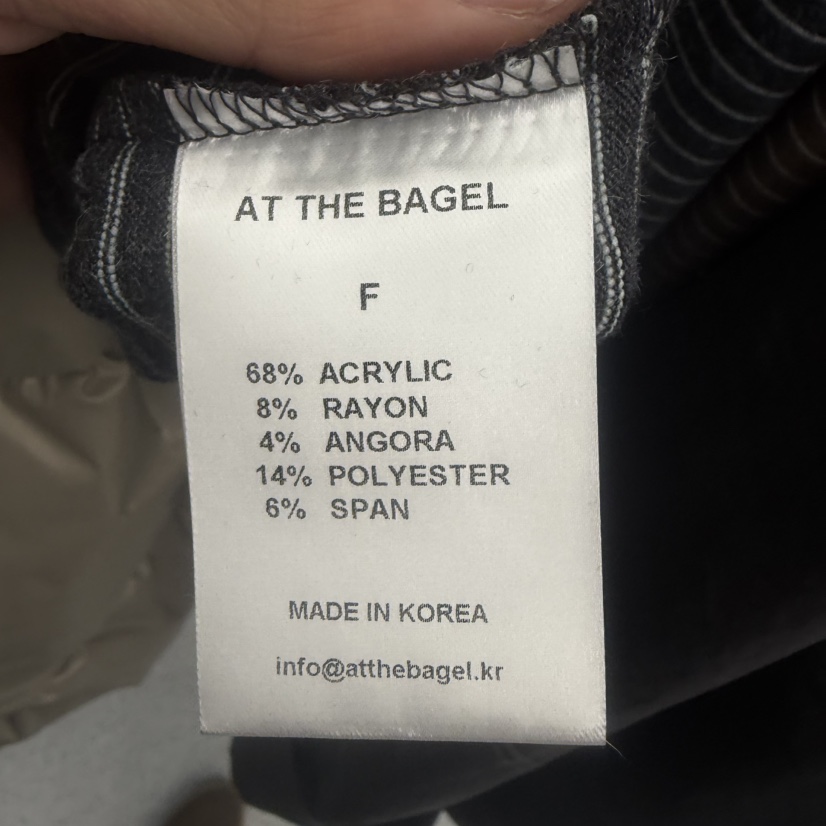 AT THE BAGEL
F
68% ACRYLIC
8% RAYON
4% ANGORA
14% POLYESTER
6% SPAN
MADE IN KOREA
info@atthebagel.kr